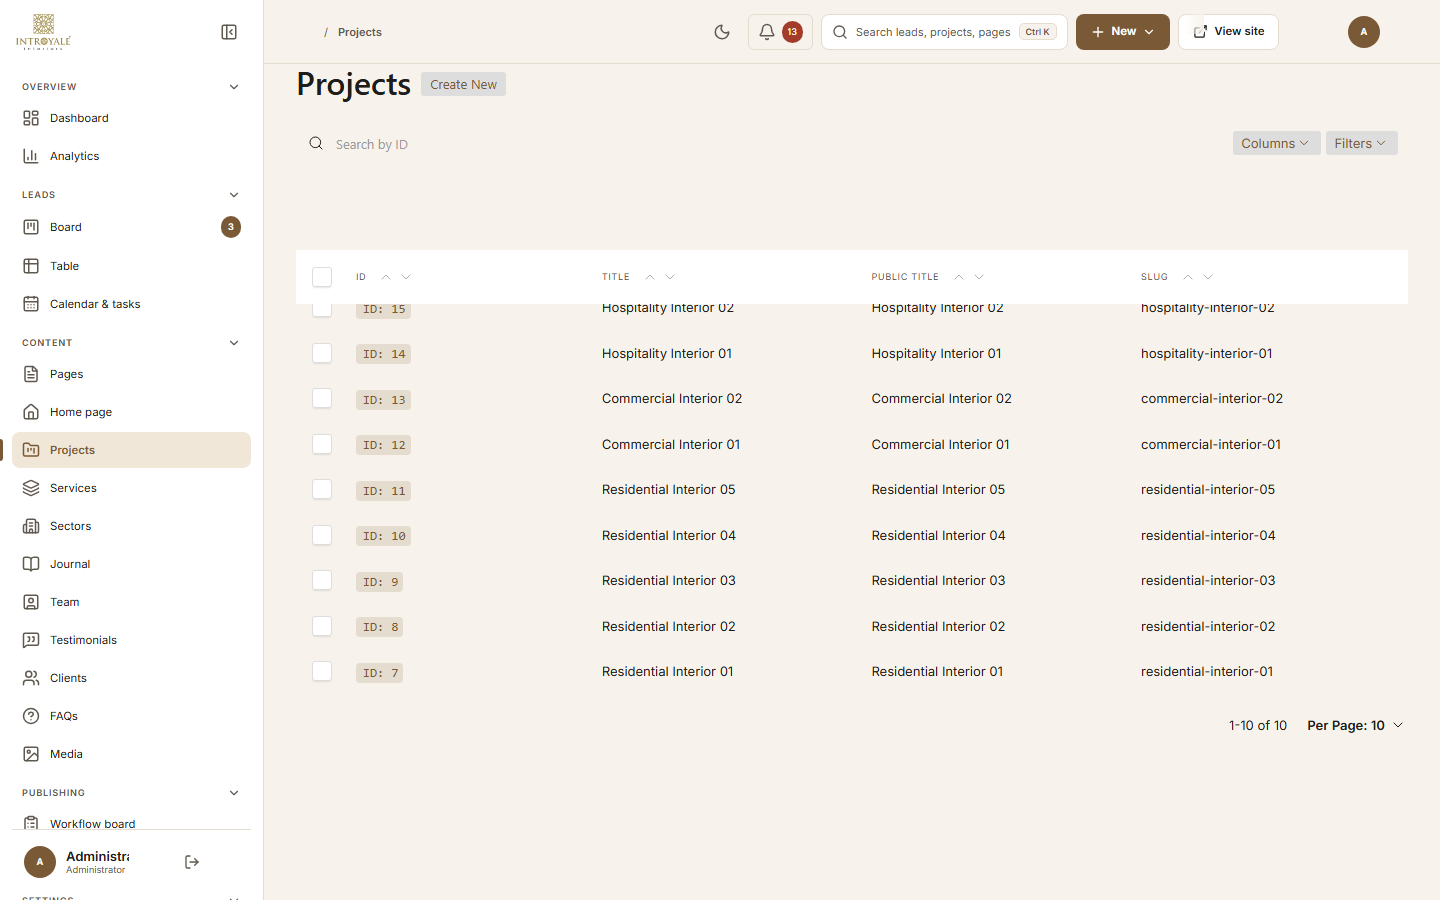 INTROYALE
OVERVIEW
Dashboard
Analytics
LEADS
Board 3
Table
Calendar & tasks
CONTENT
Pages
Home page
Projects
Services
Sectors
Journal
Team
Testimonials
Clients
FAQs
Media
PUBLISHING
Workflow board
A Administra
Administrator
SETTINGS
/ Projects
13
Search leads, projects, pages Ctrl K
New
View site
A
Projects Create New
Search by ID
Columns Filters
ID TITLE PUBLIC TITLE SLUG
ID: 15 Hospitality Interior 02 Hospitality Interior 02 hospitality-interior-02
ID: 14 Hospitality Interior 01 Hospitality Interior 01 hospitality-interior-01
ID: 13 Commercial Interior 02 Commercial Interior 02 commercial-interior-02
ID: 12 Commercial Interior 01 Commercial Interior 01 commercial-interior-01
ID: 11 Residential Interior 05 Residential Interior 05 residential-interior-05
ID: 10 Residential Interior 04 Residential Interior 04 residential-interior-04
ID: 9 Residential Interior 03 Residential Interior 03 residential-interior-03
ID: 8 Residential Interior 02 Residential Interior 02 residential-interior-02
ID: 7 Residential Interior 01 Residential Interior 01 residential-interior-01
1-10 of 10 Per Page: 10